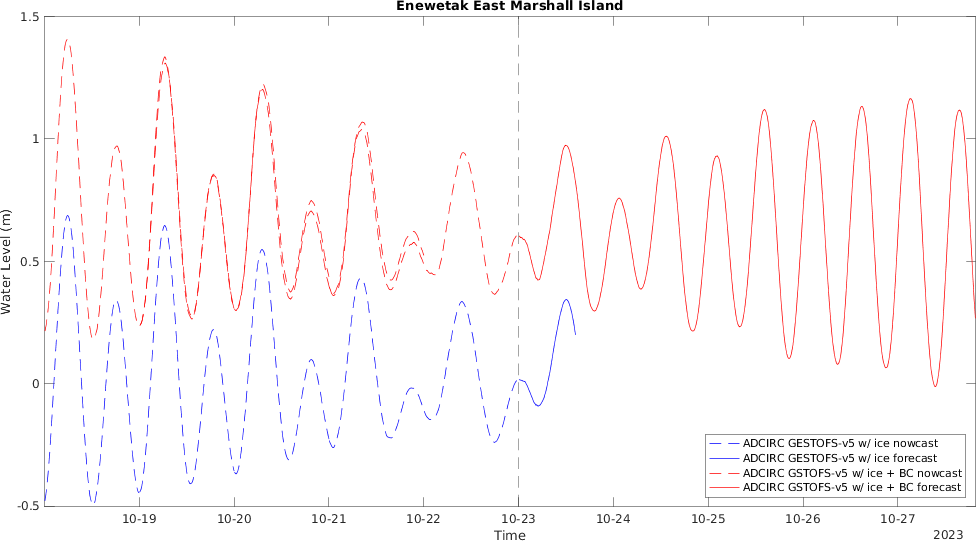 Enewetak East Marshall Island
1.5
1
0.5
0
-0.5
Water Level (m)
10-19
10-20
10-21
10-22
10-23
10-24
10-25
10-26
10-27
Time
2023
ADCIRC GESTOFS-v5 w/ ice nowcast
ADCIRC GESTOFS-v5 w/ ice forecast
ADCIRC GSTOFS-v5 w/ ice + BC nowcast
ADCIRC GSTOFS-v5 w/ ice + BC forecast